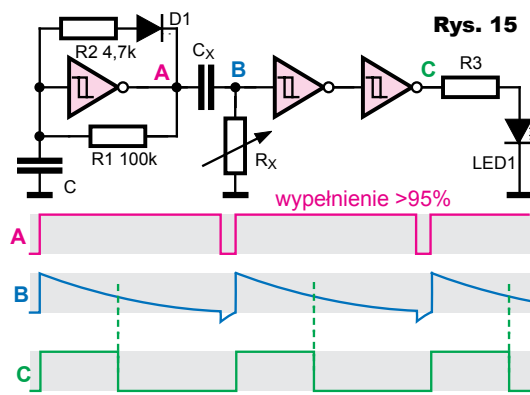 D1
Rys. 15
R2 4,7k
A
CX
B
C
R3
R1 100k
RX
C
LED1
wypełnienie >95%
A
B
C